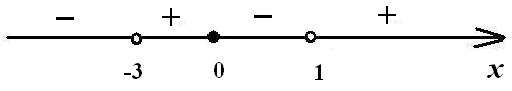 − + − +
-3 0 1 x